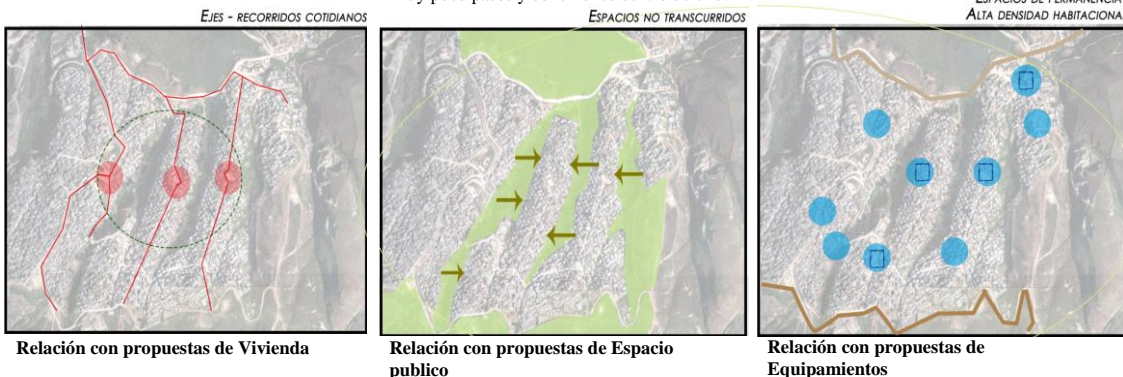 EJES - RECORRIDOS COTIDIANOS
ESPACIOS NO TRANSCURRIDOS
ALTA DENSIDAD HABITACIONAL
Relación con propuestas de Vivienda
Relación con propuestas de Espacio
publico
Relación con propuestas de
Equipamientos